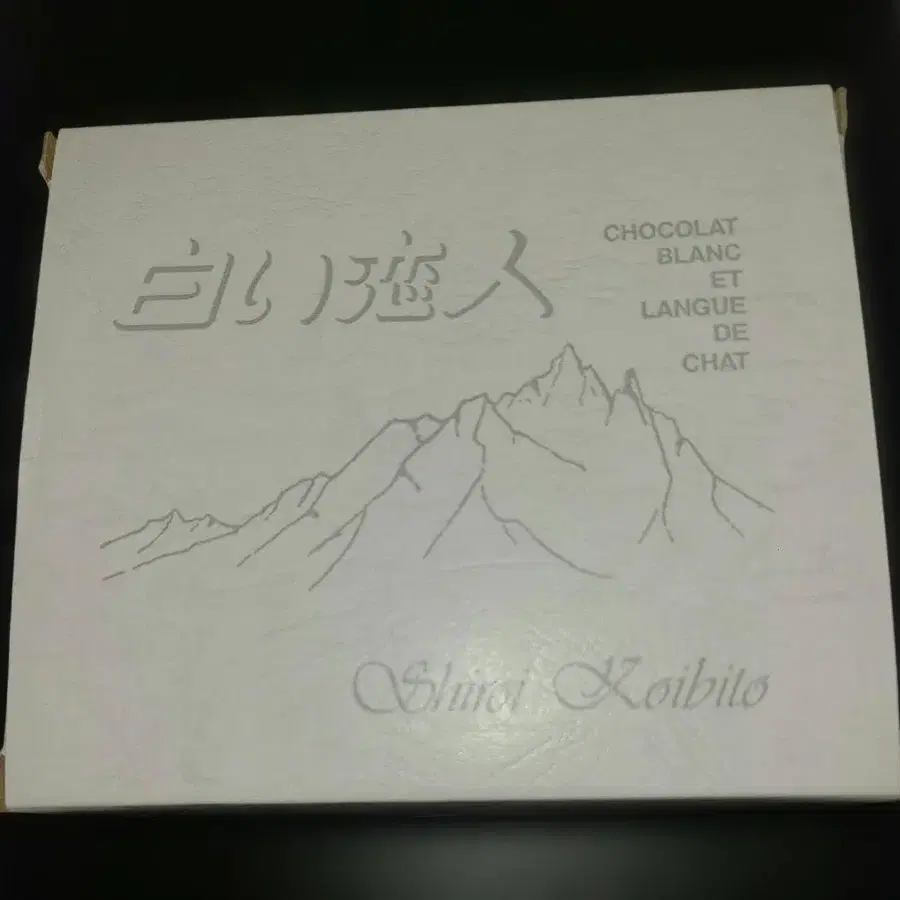 白い恋人
CHOCOLAT
BLANC
ET
LANGUE
DE
CHAT
Shiroi Koibito